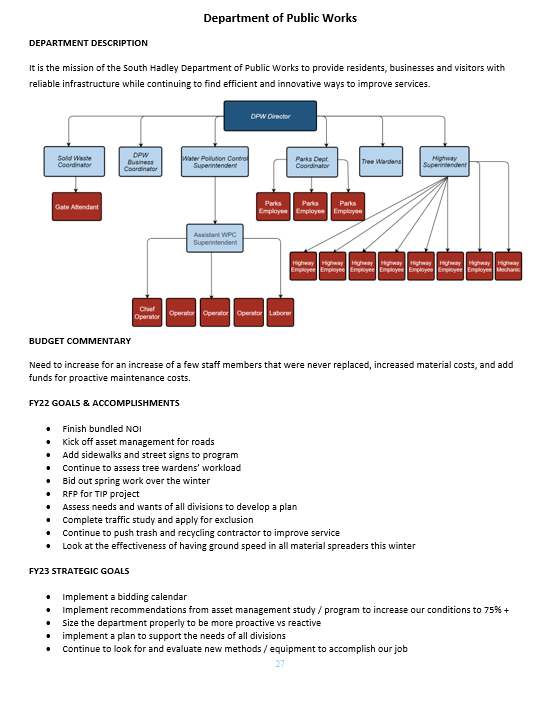 Department of Public Works
DEPARTMENT DESCRIPTION
It is the mission of the South Hadley Department of Public Works to provide residents, businesses and visitors with
reliable infrastructure while continuing to find efficient and innovative ways to improve services.
DPW Director
Solid Waste
Coordinator
DPW
Business
Coordinator
Water Pollution Control
Superintendent
Parks Dept.
Coordinator
Tree Wardens
Highway
Superintendent
Gate Attendant
Parks
Employee
Parks
Employee
Parks
Employee
Assistant WPC
Superintendent
Highway
Employee
Highway
Employee
Highway
Employee
Highway
Employee
Highway
Employee
Highway
Employee
Highway
Employee
Highway
Mechanic
Chief
Operator
Operator
Operator
Operator
Laborer
BUDGET COMMENTARY
Need to increase for an increase of a few staff members that were never replaced, increased material costs, and add
funds for proactive maintenance costs.
FY22 GOALS & ACCOMPLISHMENTS
• Finish bundled NOI
• Kick off asset management for roads
• Add sidewalks and street signs to program
• Continue to assess tree wardens' workload
• Bid out spring work over the winter
• RFP for TIP project
• Assess needs and wants of all divisions to develop a plan
• Complete traffic study and apply for exclusion
• Continue to push trash and recycling contractor to improve service
• Look at the effectiveness of having ground speed in all material spreaders this winter
FY23 STRATEGIC GOALS
• Implement a bidding calendar
• Implement recommendations from asset management study / program to increase our conditions to 75% +
• Size the department properly to be more proactive vs reactive
• implement a plan to support the needs of all divisions
• Continue to look for and evaluate new methods / equipment to accomplish our job
27